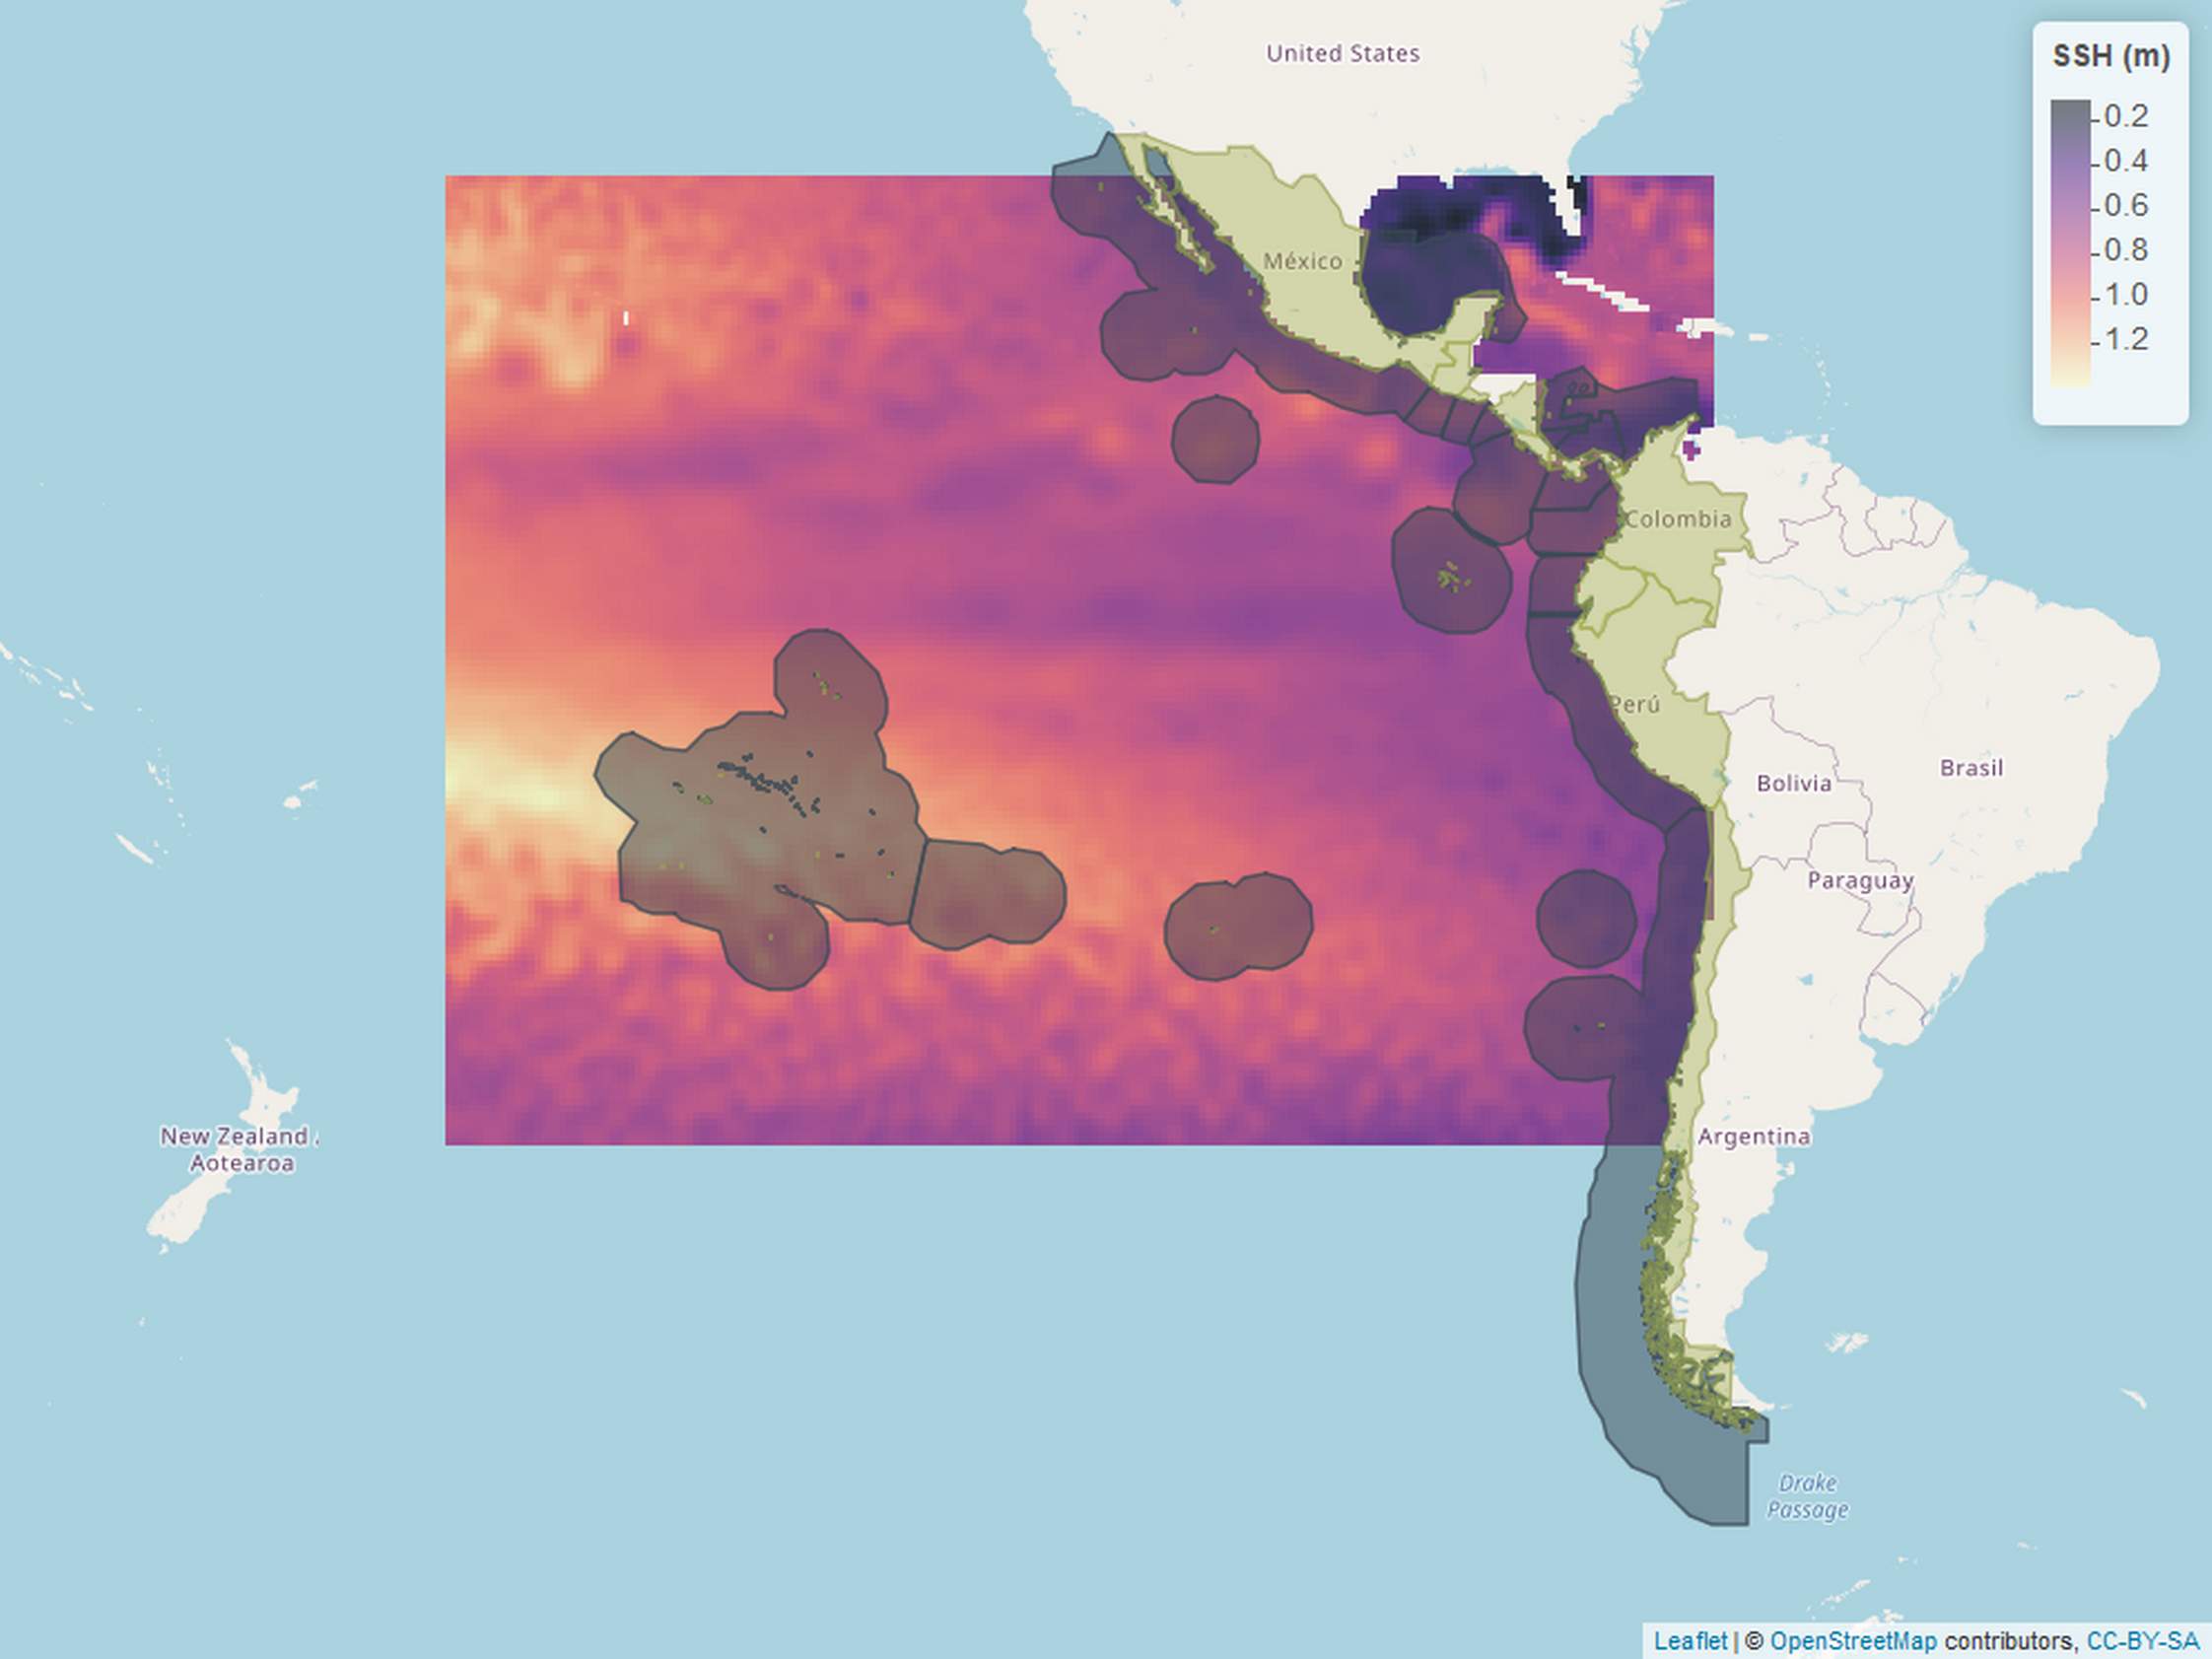 United States
SSH (m)
0.2
0.4
0.6
0.8
1.0
1.2
México
Colombia
Perú
Brasil
Bolivia
Paraguay
New Zealand
Aotearoa
Argentina
Drake
Passage
Leaflet | © OpenStreetMap contributors, CC-BY-SA